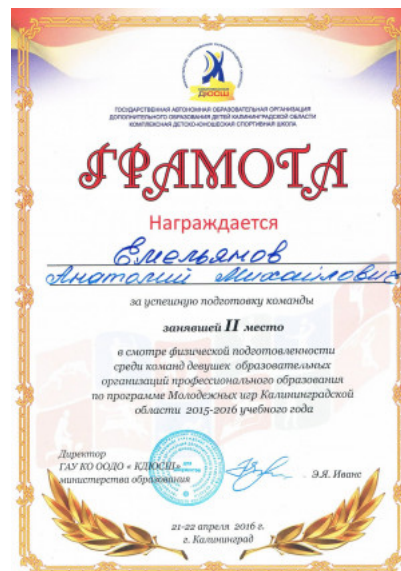 ДЮСШ
ГОСУДАРСТВЕННАЯ АВТОНОМНАЯ ОБРАЗОВАТЕЛЬНАЯ ОРГАНИЗАЦИЯ
ДОПОЛНИТЕЛЬНОГО ОБРАЗОВАНИЯ ДЕТЕЙ КАЛИНИНГРАДСКОЙ ОБЛАСТИ
КОМПЛЕКСНАЯ ДЕТСКО-ЮНОШЕСКАЯ СПОРТИВНАЯ ШКОЛА
ГРАМОТА
Награждается
Емельянов
Анатолий Михайлович
за успешную подготовку команды
занявшей II место
в смотре физической подготовленности
среди команд девушек образовательных
организаций профессионального образования
по программе Молодежных игр Калининградской
области 2015-2016 учебного года
Директор
ГАУ КО ООДО « КДЮСШ»
министерства образования
Э.Я. Иванс
21-22 апреля 2016 г.
г. Калининград